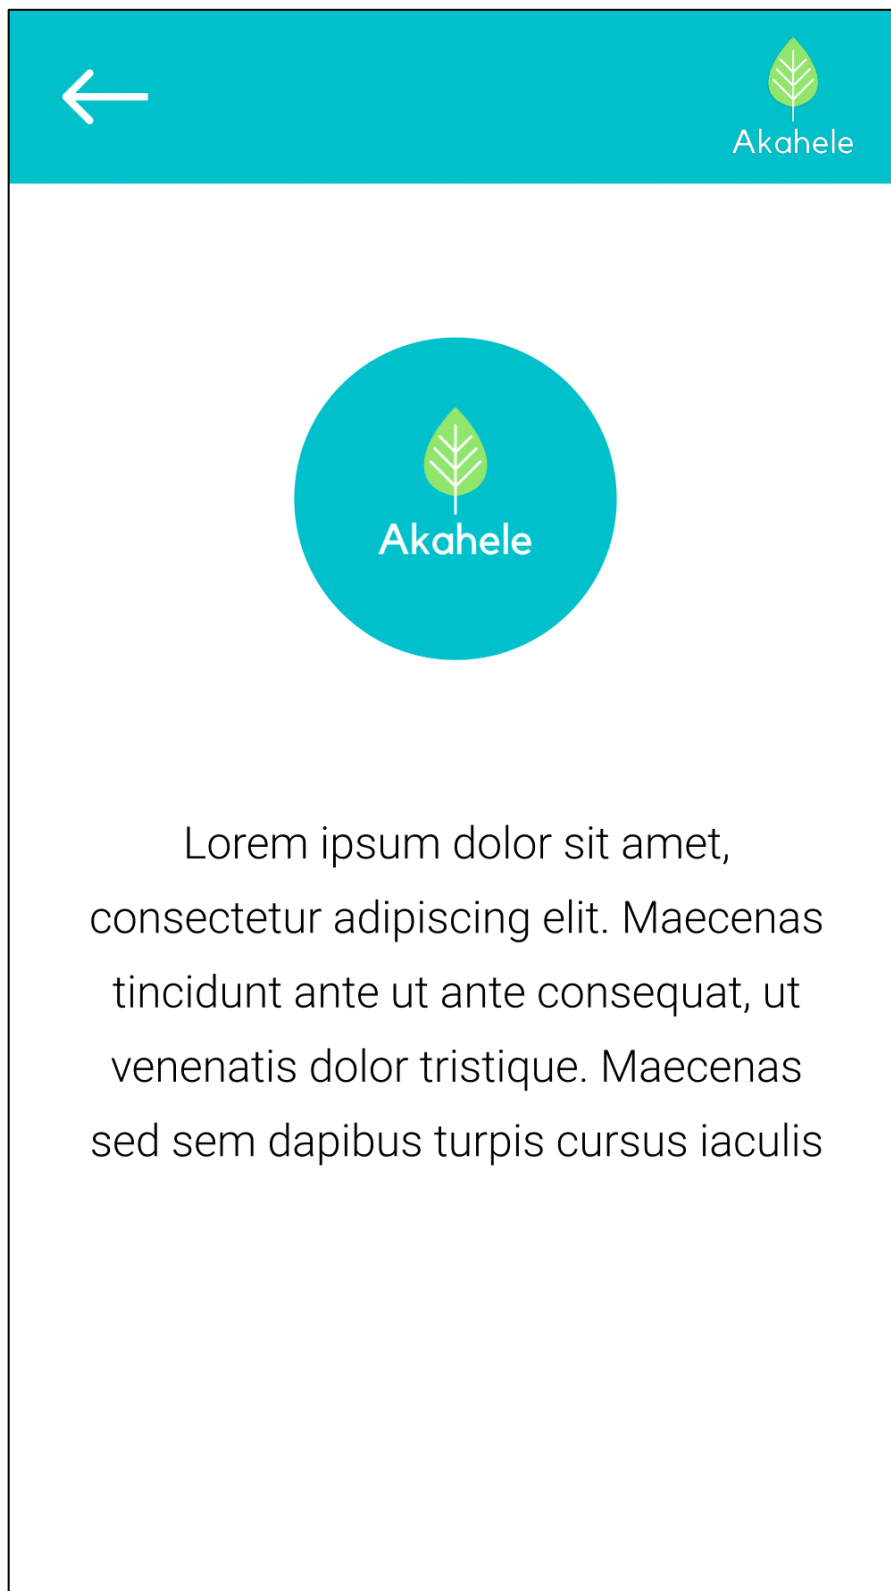 Akahele
Akahele
Lorem ipsum dolor sit amet,
consectetur adipiscing elit. Maecenas
tincidunt ante ut ante consequat, ut
venenatis dolor tristique. Maecenas
sed sem dapibus turpis cursus iaculis